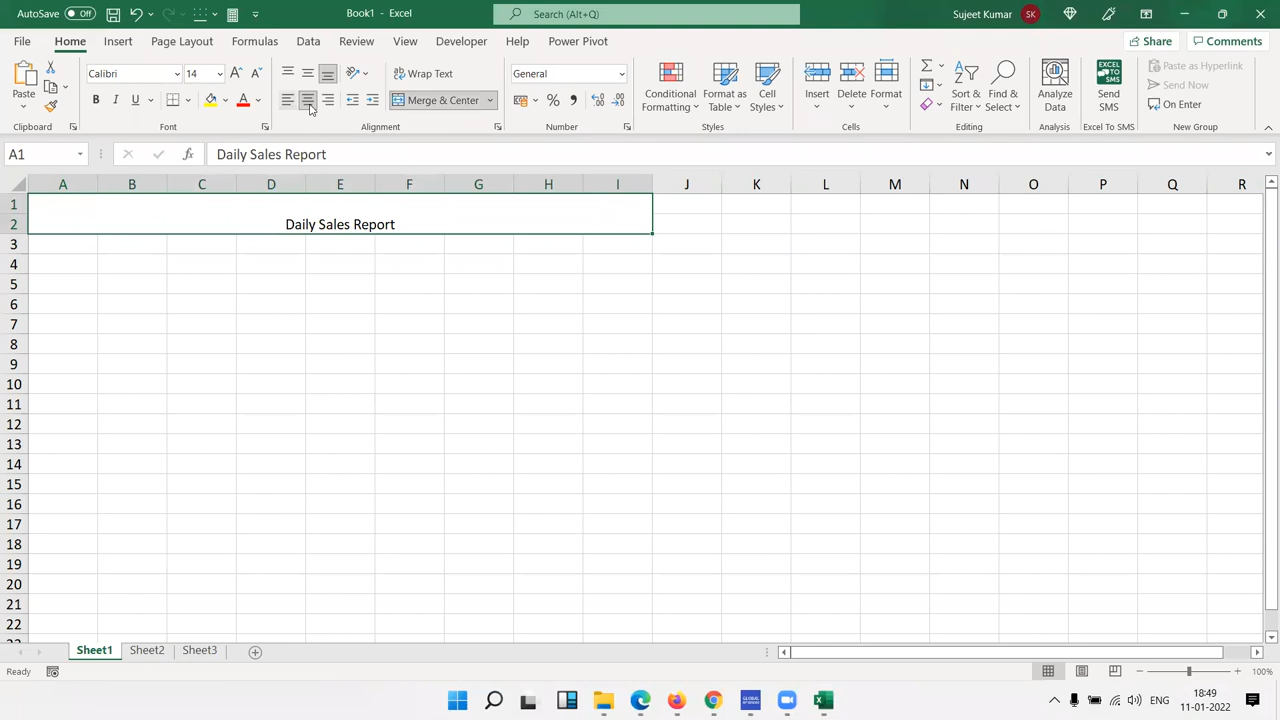 AutoSave Off Book1 - Excel Search (Alt+Q) Sujeet Kumar SK
File Home Insert Page Layout Formulas Data Review View Developer Help Power Pivot Share Comments
Paste Calibri 14 Wrap Text General Conditional Formatting Format as Table Cell Styles Insert Delete Format Sort & Filter Find & Select Analyze Data Send SMS Paste as Hyperlink
B I U Merge & Center Send Now
On Enter
Clipboard Font Alignment Number Styles Cells Editing Analysis Excel To SMS New Group
A1 fx Daily Sales Report
A B C D E F G H I J K L M N O P Q R
1
2 Daily Sales Report
3
4
5
6
7
8
9
10
11
12
13
14
15
16
17
18
19
20
21
22
Sheet1 Sheet2 Sheet3
Ready 100%
ENG 18:49
11-01-2022